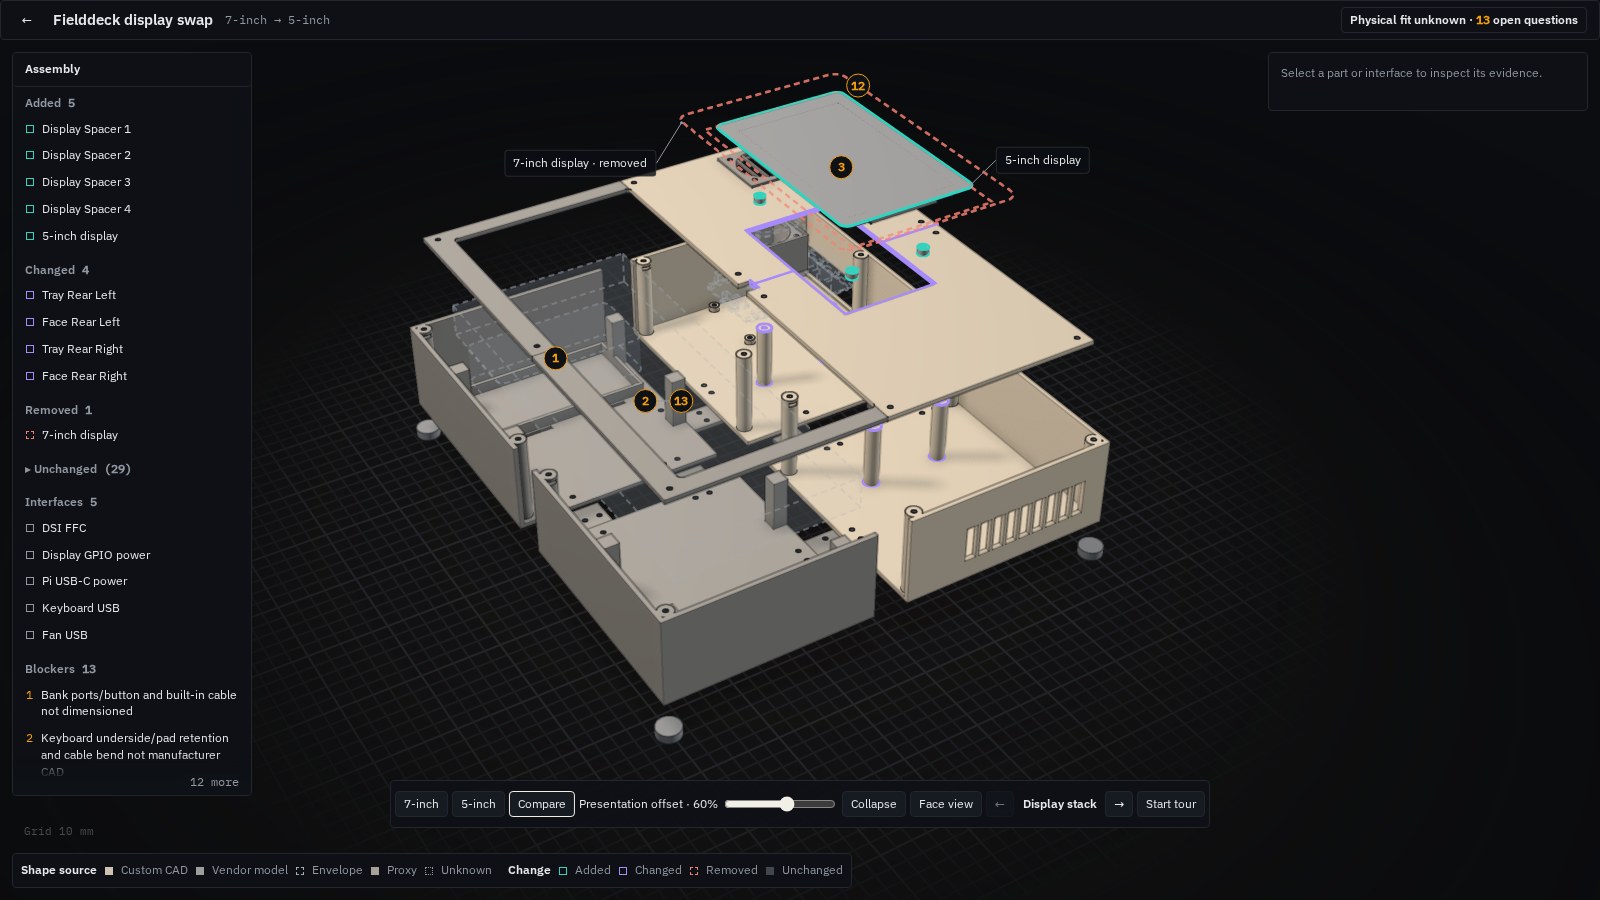 ← Fielddeck display swap 7-inch → 5-inch
Physical fit unknown · 13 open questions
Assembly
Added 5
Display Spacer 1
Display Spacer 2
Display Spacer 3
Display Spacer 4
5-inch display
Changed 4
Tray Rear Left
Face Rear Left
Tray Rear Right
Face Rear Right
Removed 1
7-inch display
▸ Unchanged (29)
Interfaces 5
DSI FFC
Display GPIO power
Pi USB-C power
Keyboard USB
Fan USB
Blockers 13
1 Bank ports/button and built-in cable
not dimensioned
2 Keyboard underside/pad retention
and cable bend not manufacturer
CAD
12 more
Select a part or interface to inspect its evidence.
12
7-inch display · removed
3
5-inch display
1
2
13
7-inch 5-inch Compare Presentation offset · 60% Collapse Face view ← Display stack → Start tour
Grid 10 mm
Shape source Custom CAD Vendor model Envelope Proxy Unknown Change Added Changed Removed Unchanged